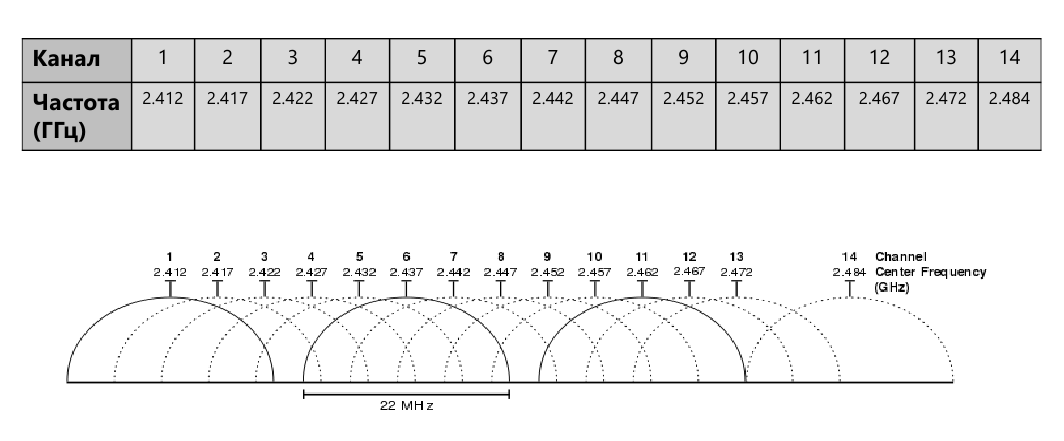 Канал 1 2 3 4 5 6 7 8 9 10 11 12 13 14
Частота (ГГц) 2.412 2.417 2.422 2.427 2.432 2.437 2.442 2.447 2.452 2.457 2.462 2.467 2.472 2.484
1 2 3 4 5 6 7 8 9 10 11 12 13 14 Channel
2.412 2.417 2.422 2.427 2.432 2.437 2.442 2.447 2.452 2.457 2.462 2.467 2.472 2.484 Center Frequency
(GHz)
22 MHz